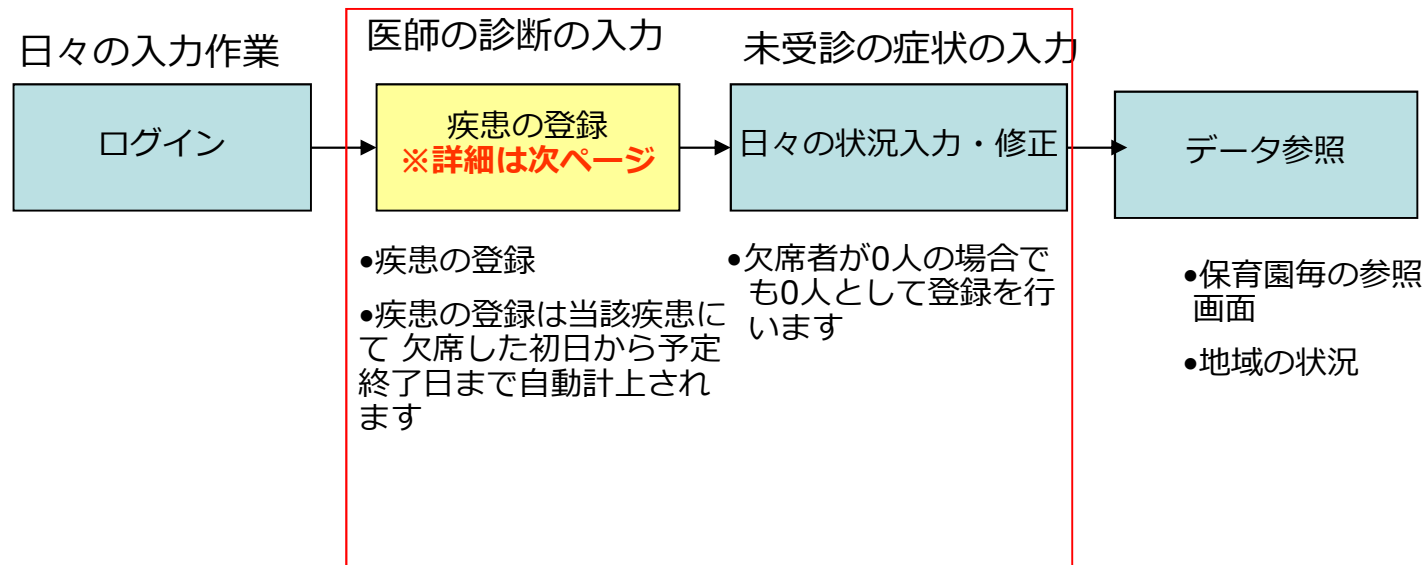 日々の入力作業
医師の診断の入力
未受診の症状の入力
ログイン
疾患の登録
※詳細は次ページ
日々の状況入力・修正
データ参照
●疾患の登録
●疾患の登録は当該疾患に
て 欠席した初日から予定
終了日まで自動計上され
ます
●欠席者が0人の場合で
も0人として登録を行
います
●保育園毎の参照
画面
●地域の状況